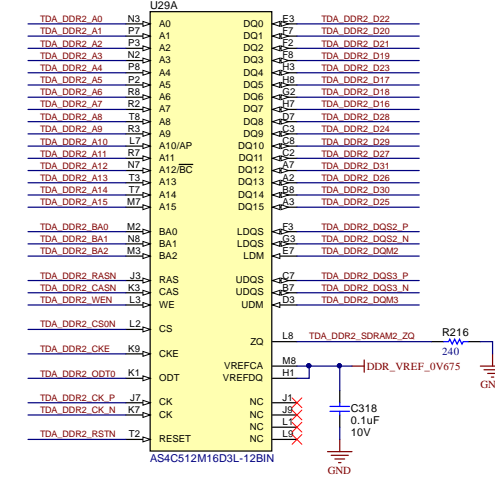 U29A
TDA_DDR2_A0 N3 A0 DQ0 E3 TDA_DDR2_D22
TDA_DDR2_A1 P7 A1 DQ1 F7 TDA_DDR2_D20
TDA_DDR2_A2 P3 A2 DQ2 F2 TDA_DDR2_D21
TDA_DDR2_A3 N2 A3 DQ3 F8 TDA_DDR2_D19
TDA_DDR2_A4 P8 A4 DQ4 H3 TDA_DDR2_D23
TDA_DDR2_A5 P2 A5 DQ5 H8 TDA_DDR2_D17
TDA_DDR2_A6 R8 A6 DQ6 G2 TDA_DDR2_D18
TDA_DDR2_A7 R2 A7 DQ7 H7 TDA_DDR2_D16
TDA_DDR2_A8 T8 A8 DQ8 D7 TDA_DDR2_D28
TDA_DDR2_A9 R3 A9 DQ9 C3 TDA_DDR2_D24
TDA_DDR2_A10 L7 A10/AP DQ10 C8 TDA_DDR2_D29
TDA_DDR2_A11 R7 A11 DQ11 C2 TDA_DDR2_D27
TDA_DDR2_A12 N7 A12/BC DQ12 A7 TDA_DDR2_D31
TDA_DDR2_A13 T3 A13 DQ13 A2 TDA_DDR2_D26
TDA_DDR2_A14 T7 A14 DQ14 B8 TDA_DDR2_D30
TDA_DDR2_A15 M7 A15 DQ15 A3 TDA_DDR2_D25
TDA_DDR2_BA0 M2 BA0 LDQS F3 TDA_DDR2_DQS2_P
TDA_DDR2_BA1 N8 BA1 LDQS G3 TDA_DDR2_DQS2_N
TDA_DDR2_BA2 M3 BA2 LDM E7 TDA_DDR2_DQM2
TDA_DDR2_RASN J3 RAS UDQS C7 TDA_DDR2_DQS3_P
TDA_DDR2_CASN K3 CAS UDQS B7 TDA_DDR2_DQS3_N
TDA_DDR2_WEN L3 WE UDM D3 TDA_DDR2_DQM3
TDA_DDR2_CS0N L2 CS
ZQ L8 TDA_DDR2_SDRAM2_ZQ R216
240
TDA_DDR2_CKE K9 CKE
VREFCA M8 DDR_VREF_0V675
TDA_DDR2_ODT0 K1 ODT VREFDQ H1
GN
TDA_DDR2_CK_P J7 CK NC J1
TDA_DDR2_CK_N K7 CK NC J9
C318
NC L1 0.1uF
TDA_DDR2_RSTN T2 RESET NC L9 10V
AS4C512M16D3L-12BIN
GND